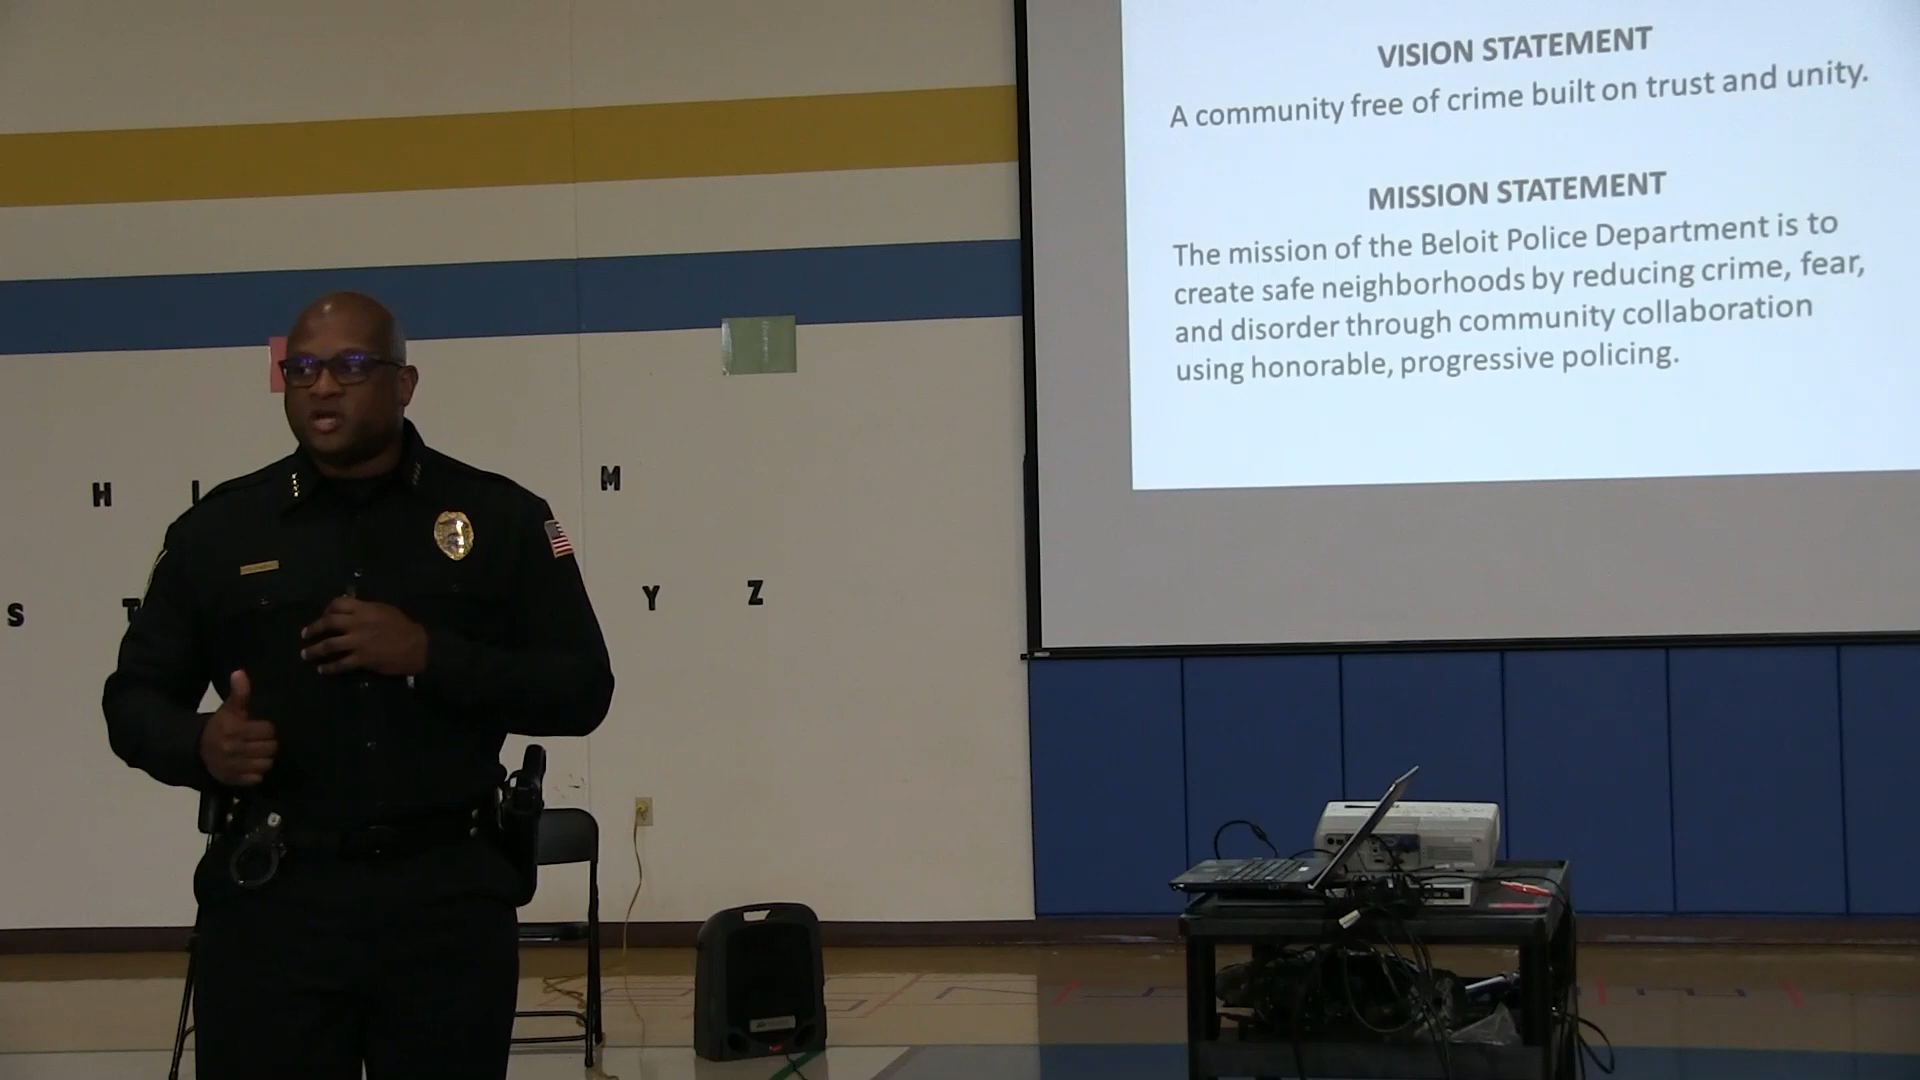 VISION STATEMENT
A community free of crime built on trust and unity.
MISSION STATEMENT
The mission of the Beloit Police Department is to
create safe neighborhoods by reducing crime, fear,
and disorder through community collaboration
using honorable, progressive policing.
H I M
S T Y Z